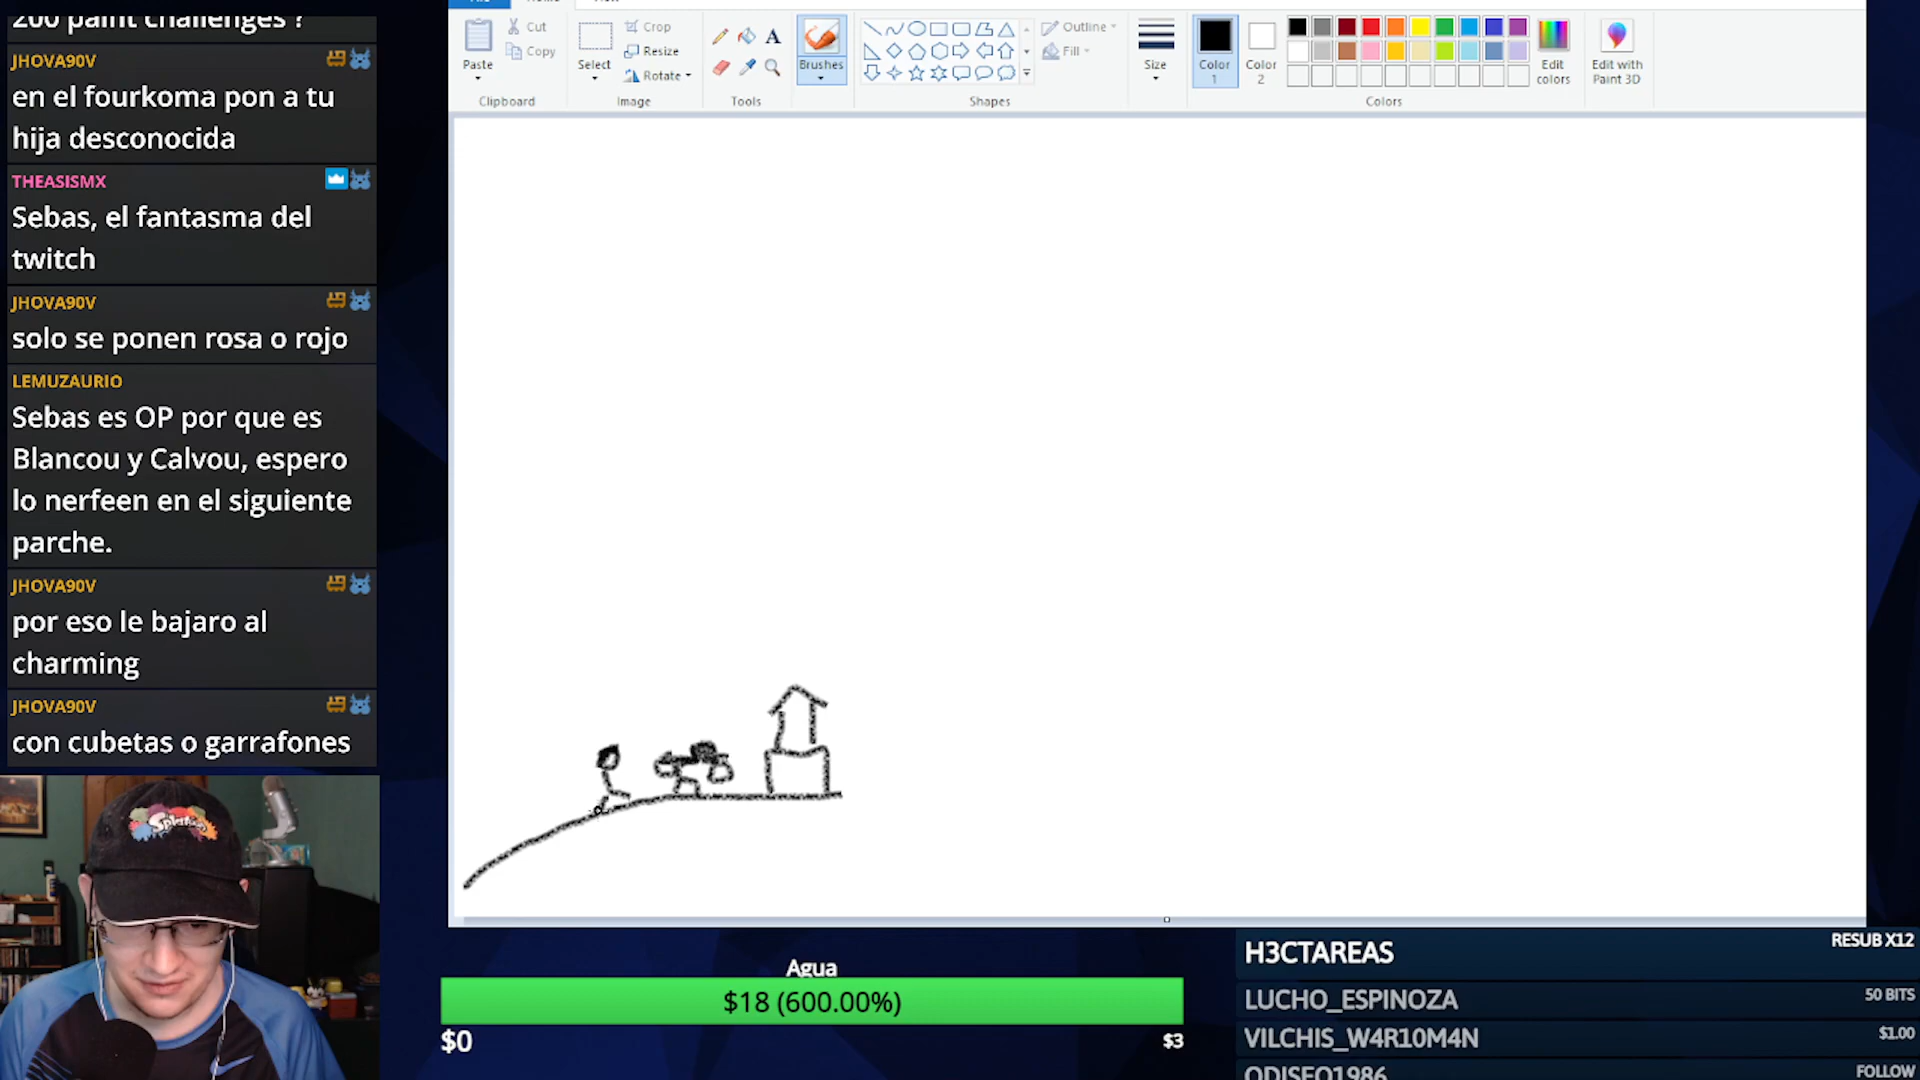 200 paint challenges ?
JHOVA90V
en el fourkoma pon a tu
hija desconocida
THEASISMX
Sebas, el fantasma del
twitch
JHOVA90V
solo se ponen rosa o rojo
LEMUZAURIO
Sebas es OP por que es
Blancou y Calvou, espero
lo nerfeen en el siguiente
parche.
JHOVA90V
por eso le bajaro al
charming
JHOVA90V
con cubetas o garrafones
Paste
Cut
Copy
Clipboard
Select
Crop
Resize
Rotate
Image
Tools
Brushes
Shapes
Outline
Fill
Size
Color
1
Color
2
Colors
Edit
colors
Edit with
Paint 3D
Agua
$18 (600.00%)
$0
$3
H3CTAREAS RESUB X12
LUCHO_ESPINOZA 50 BITS
VILCHIS_W4R10M4N $1.00
ODISEO1986 FOLLOW